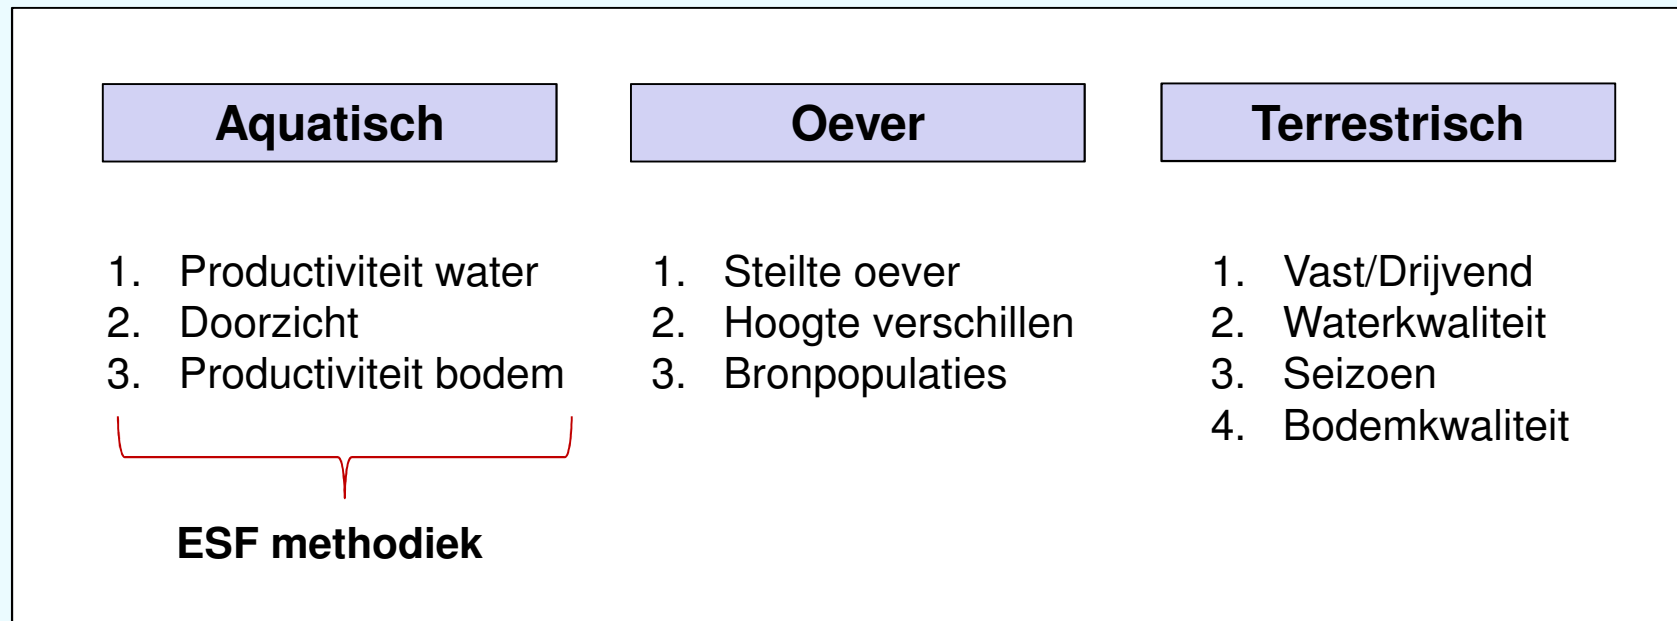 Aquatisch
1. Productiviteit water
2. Doorzicht
3. Productiviteit bodem
ESF methodiek
Oever
1. Steilte oever
2. Hoogte verschillen
3. Bronpopulaties
Terrestrisch
1. Vast/Drijvend
2. Waterkwaliteit
3. Seizoen
4. Bodemkwaliteit